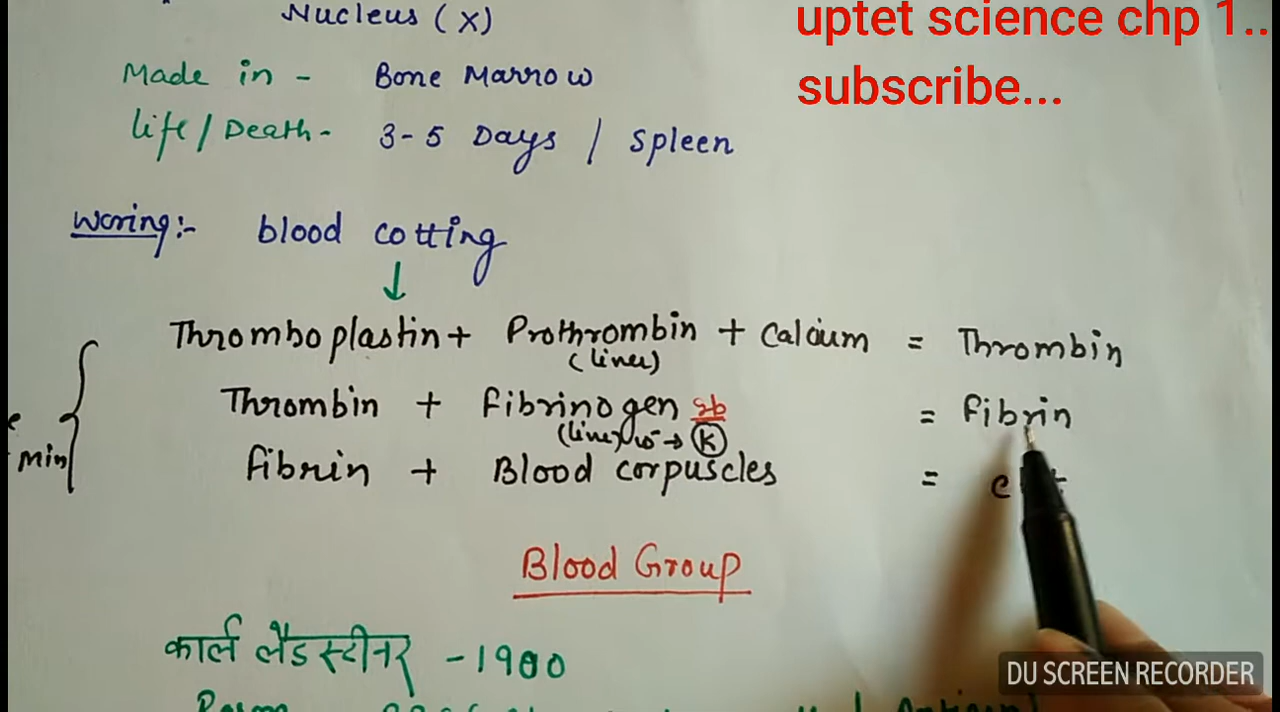 Nucleus (X)
uptet science chp 1..
subscribe...
Made in - Bone Marrow
life/Death- 3-5 Days / Spleen
Woring:- blood cotting
↓
Thromboplastin + Prothrombin + Calcium = Thrombin
(liver)
Thrombin + fibrinogen = fibrin
(liver) → K
min
fibrin + Blood corpuscles =
Blood Group
कार्ल लैंडस्टीनर -1900
DU SCREEN RECORDER